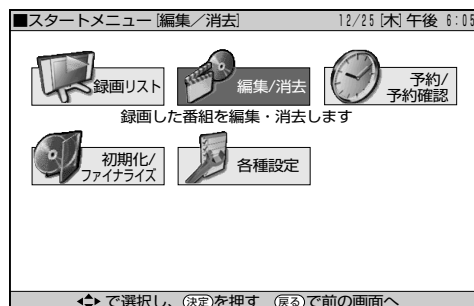 ■スタートメニュー [編集／消去] 12/25 [木] 午後 6:05
録画リスト 編集/消去 予約/
予約確認
録画した番組を編集・消去します
初期化/
ファイナライズ 各種設定
で選択し、決定を押す 戻るで前の画面へ